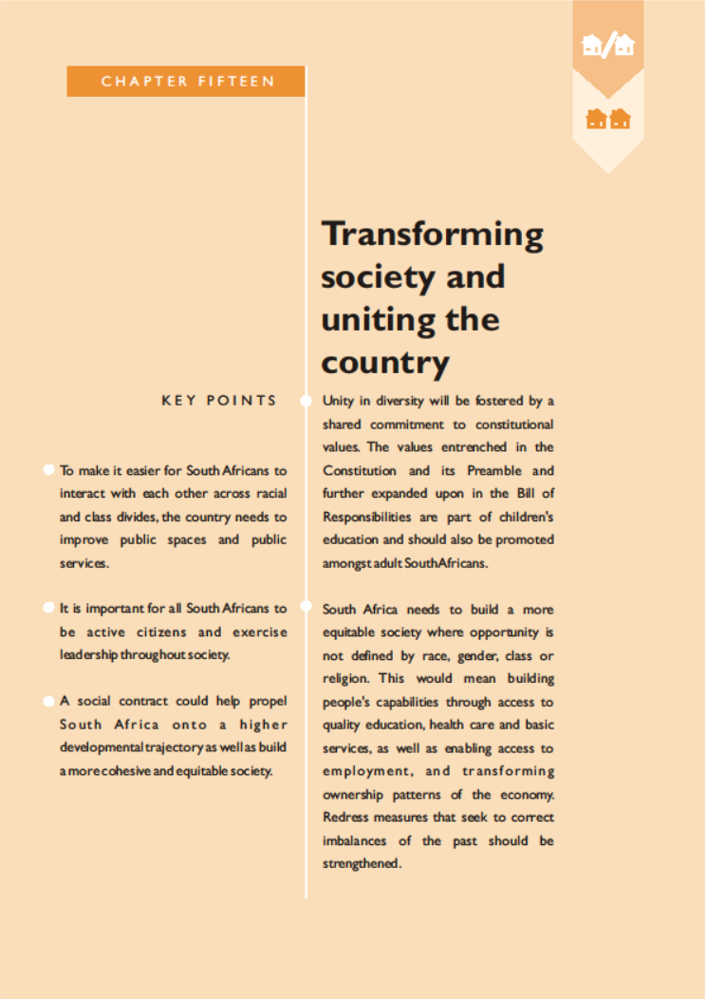 CHAPTER FIFTEEN
Transforming
society and
uniting the
country
KEY POINTS
Unity in diversity will be fostered by a
shared commitment to constitutional
values. The values entrenched in the
Constitution and its Preamble and
further expanded upon in the Bill of
Responsibilities are part of children's
education and should also be promoted
amongst adult SouthAfricans.
South Africa needs to build a more
equitable society where opportunity is
not defined by race, gender, class or
religion. This would mean building
people's capabilities through access to
quality education, health care and basic
services, as well as enabling access to
employment, and transforming
ownership patterns of the economy.
Redress measures that seek to correct
imbalances of the past should be
strengthened.
To make it easier for South Africans to
interact with each other across racial
and class divides, the country needs to
improve public spaces and public
services.
It is important for all South Africans to
be active citizens and exercise
leadership throughout society.
A social contract could help propel
South Africa onto a higher
developmental trajectory as well as build
a more cohesive and equitable society.